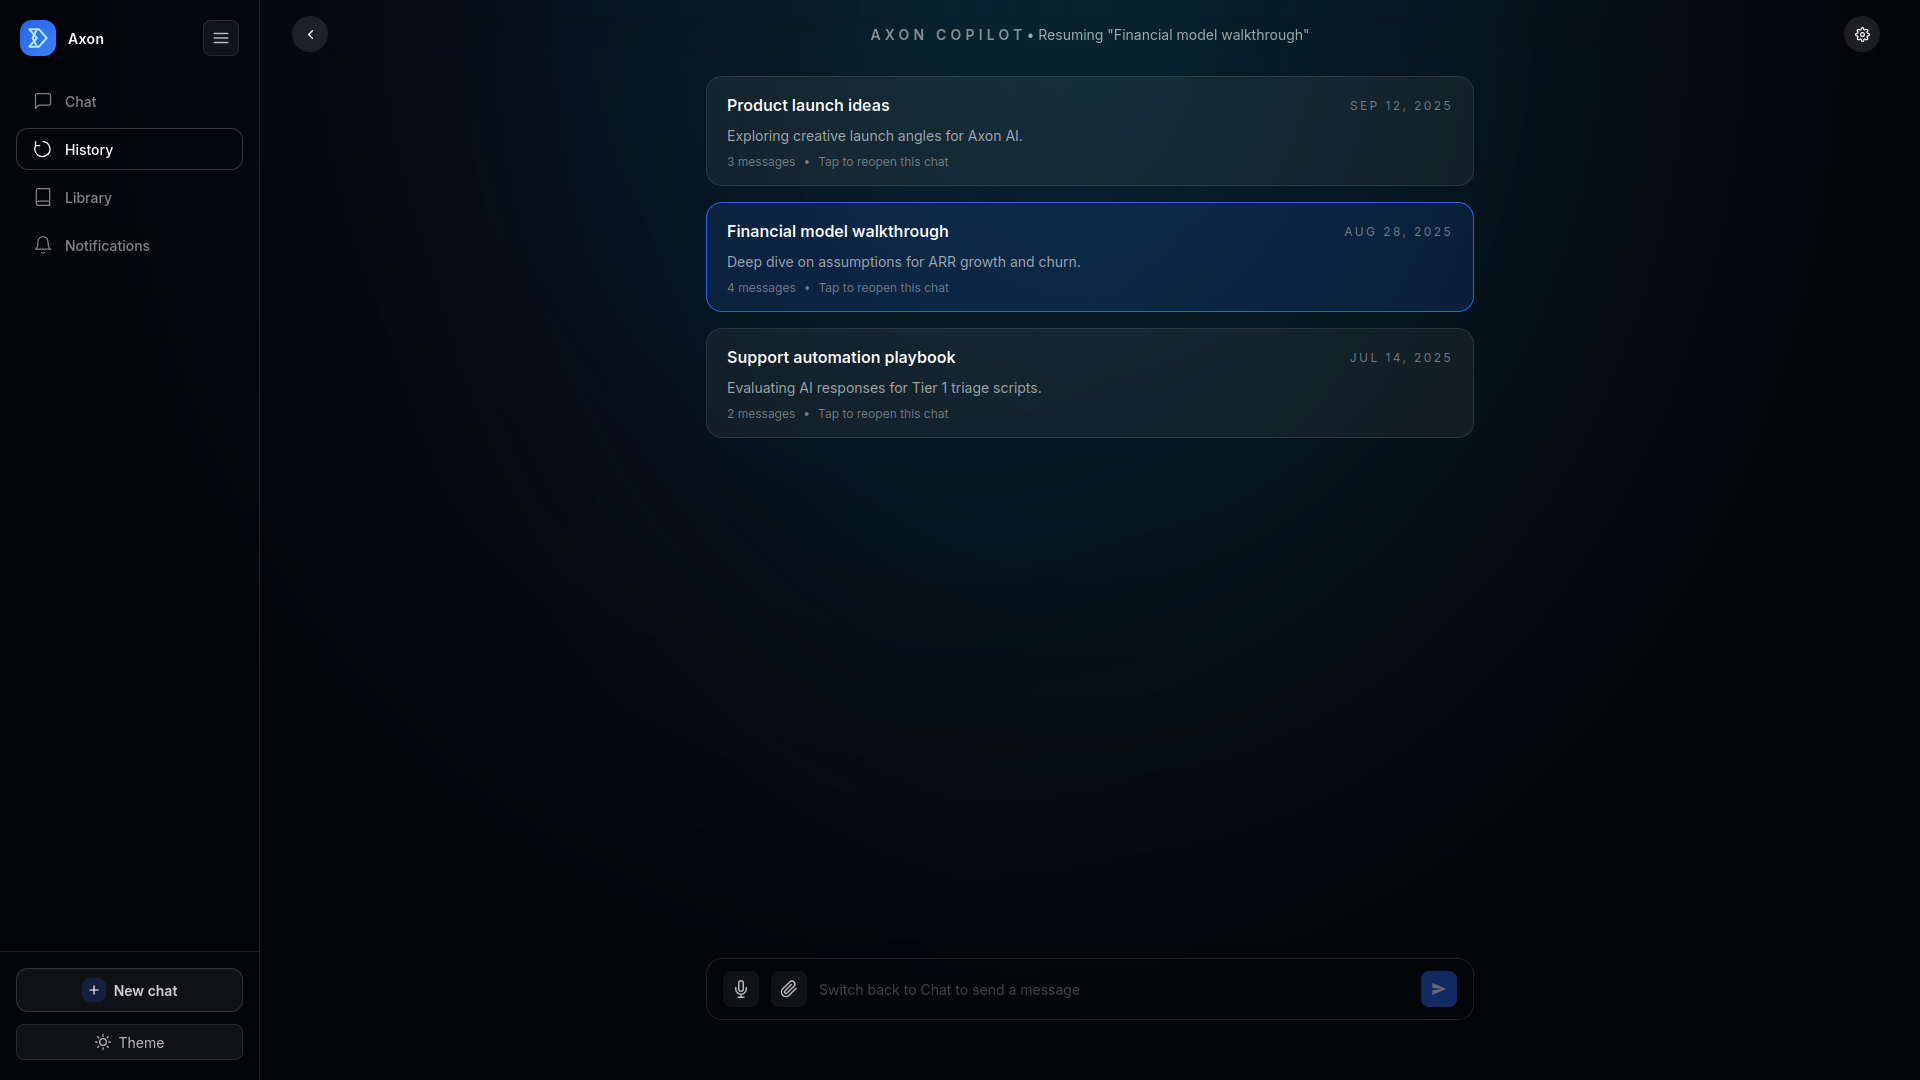 Axon
Chat
History
Library
Notifications
New chat
Theme
AXON COPILOT • Resuming "Financial model walkthrough"
Product launch ideas
SEP 12, 2025
Exploring creative launch angles for Axon AI.
3 messages • Tap to reopen this chat
Financial model walkthrough
AUG 28, 2025
Deep dive on assumptions for ARR growth and churn.
4 messages • Tap to reopen this chat
Support automation playbook
JUL 14, 2025
Evaluating AI responses for Tier 1 triage scripts.
2 messages • Tap to reopen this chat
Switch back to Chat to send a message